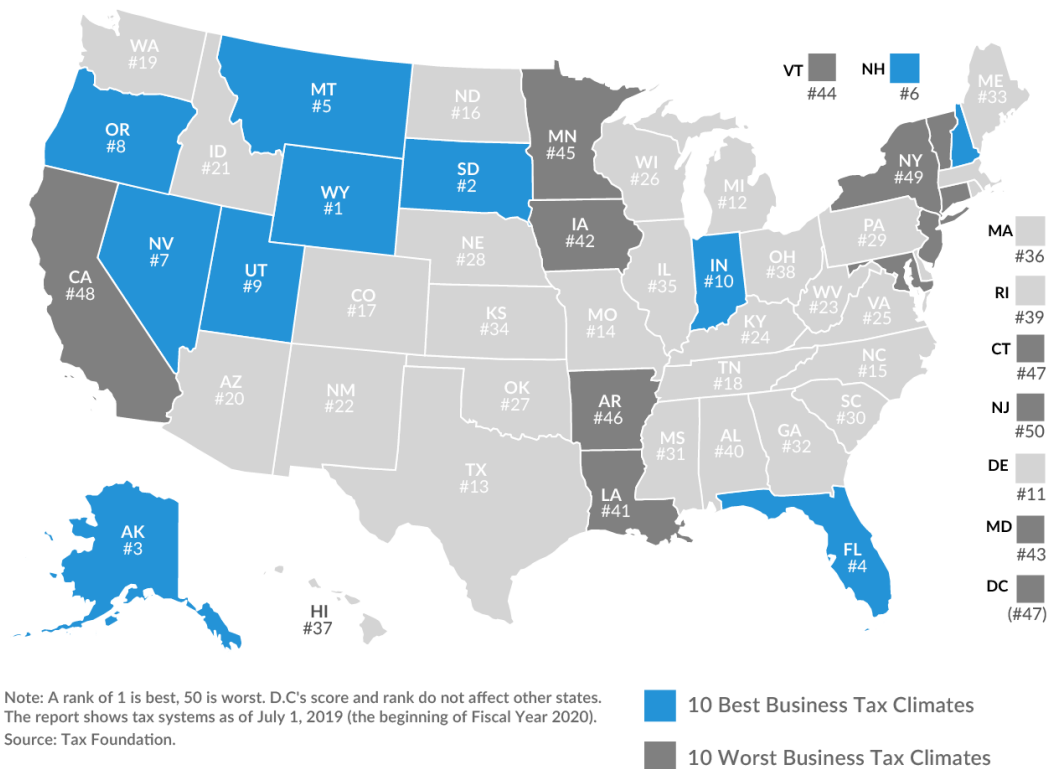 WA
#19
MT
#5
ND
#16
MN
#45
VT
#44
NH
#6
ME
#33
OR
#8
ID
#21
WY
#1
SD
#2
WI
#26
MI
#12
NY
#49
NV
#7
UT
#9
CA
#48
CO
#17
NE
#28
IA
#42
IL
#35
IN
#10
OH
#38
PA
#29
MA
#36
RI
#39
CT
#47
NJ
#50
DE
#11
MD
#43
DC
(#47)
KS
#34
MO
#14
KY
#24
WV
#23
VA
#25
AZ
#20
NM
#22
OK
#27
AR
#46
TN
#18
NC
#15
SC
#30
TX
#13
LA
#41
MS
#31
AL
#40
GA
#32
FL
#4
AK
#3
HI
#37
Note: A rank of 1 is best, 50 is worst. D.C's score and rank do not affect other states.
The report shows tax systems as of July 1, 2019 (the beginning of Fiscal Year 2020).
Source: Tax Foundation.
10 Best Business Tax Climates
10 Worst Business Tax Climates